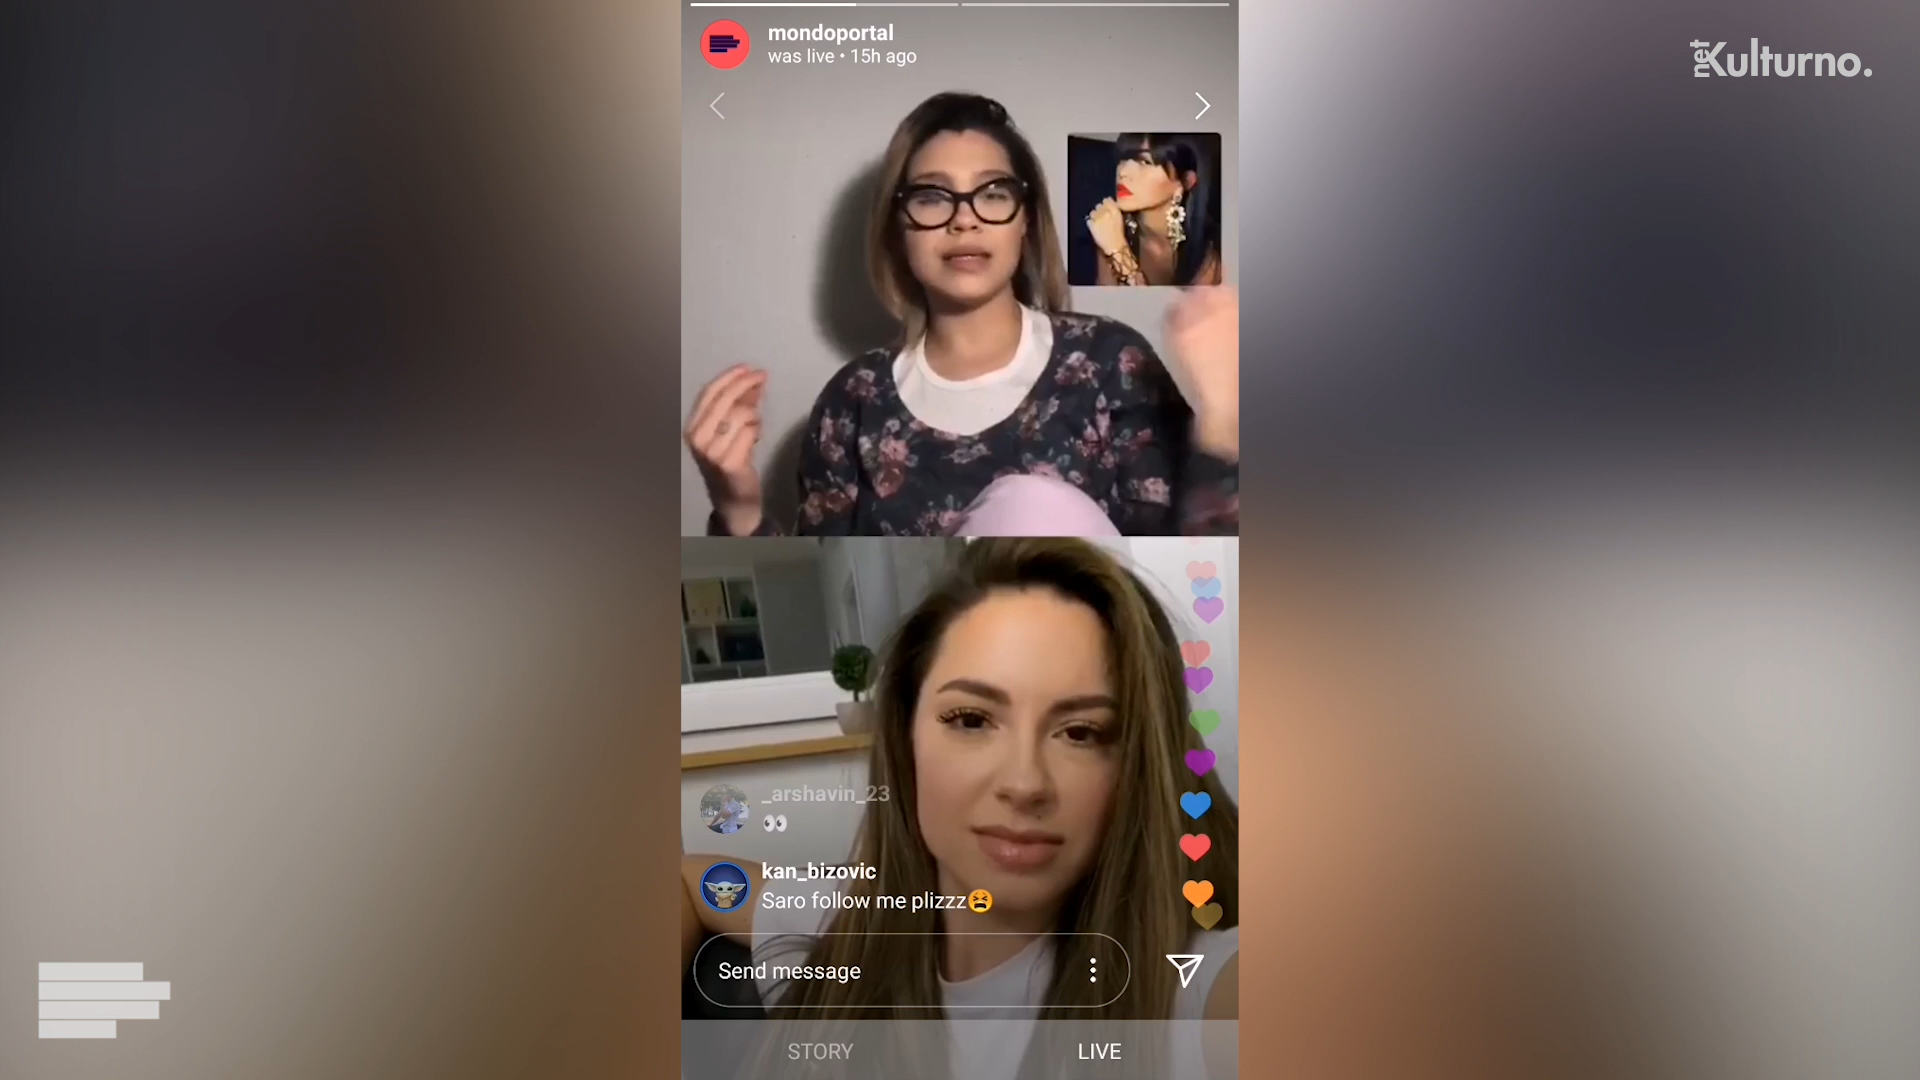 mondoportal
was live • 15h ago
netKulturno.
_arshavin_23
👀
kan_bizovic
Saro follow me plizzz😫
Send message
STORY
LIVE